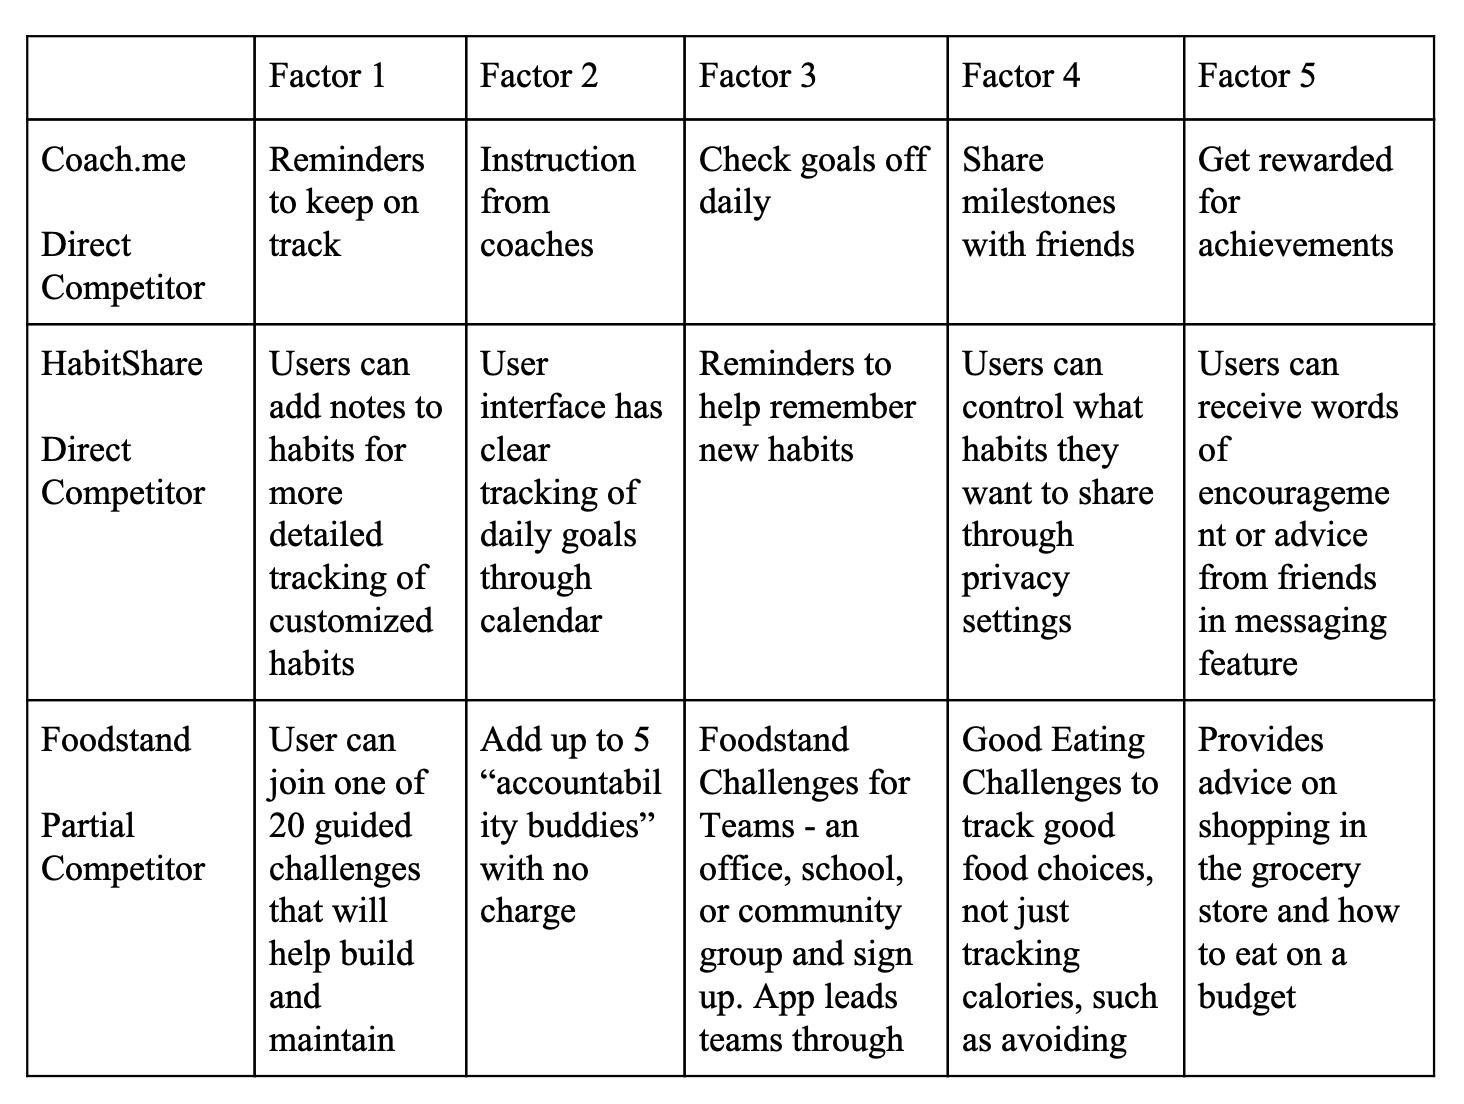 Factor 1
Factor 2
Factor 3
Factor 4
Factor 5
Coach.me
Direct
Competitor
Reminders
to keep on
track
Instruction
from
coaches
Check goals off
daily
Share
milestones
with friends
Get rewarded
for
achievements
HabitShare
Direct
Competitor
Users can
add notes to
habits for
more
detailed
tracking of
customized
habits
User
interface has
clear
tracking of
daily goals
through
calendar
Reminders to
help remember
new habits
Users can
control what
habits they
want to share
through
privacy
settings
Users can
receive words
of
encourageme
nt or advice
from friends
in messaging
feature
Foodstand
Partial
Competitor
User can
join one of
20 guided
challenges
that will
help build
and
maintain
Add up to 5
“accountabil
ity buddies”
with no
charge
Foodstand
Challenges for
Teams - an
office, school,
or community
group and sign
up. App leads
teams through
Good Eating
Challenges to
track good
food choices,
not just
tracking
calories, such
as avoiding
Provides
advice on
shopping in
the grocery
store and how
to eat on a
budget